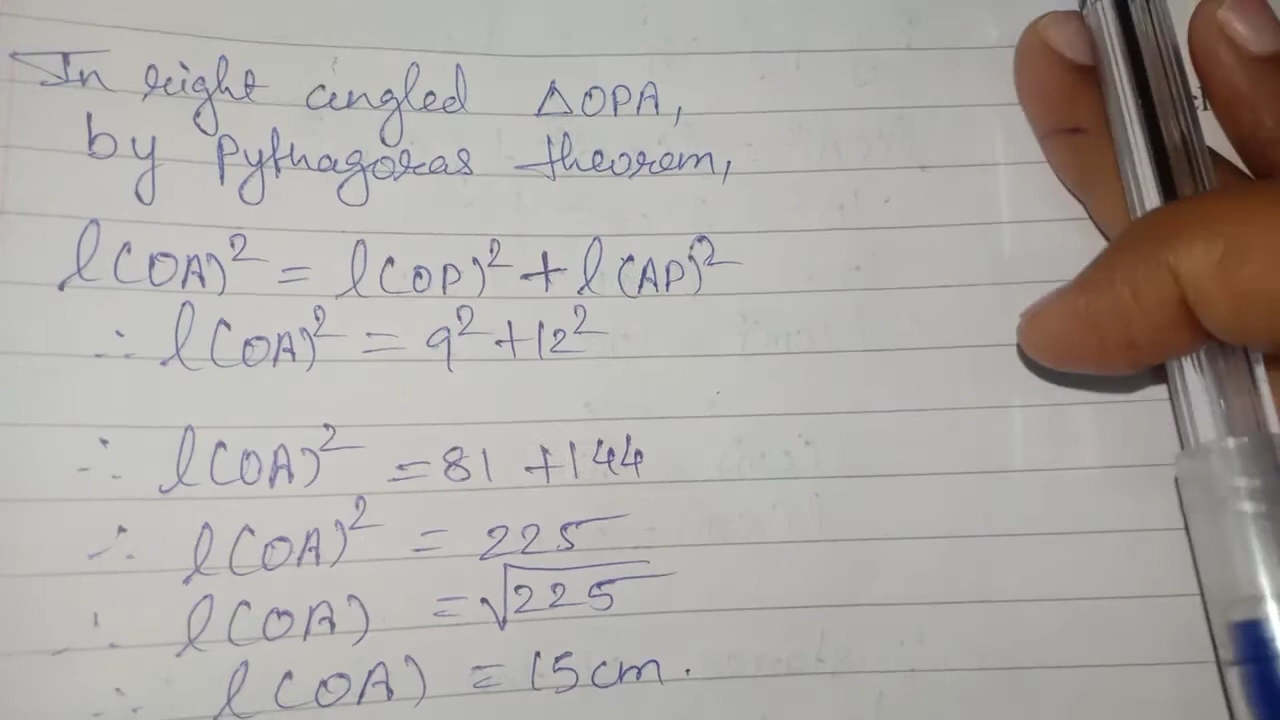 In right angled △OPA,
by Pythagoras theorem,
l(OA)² = l(OP)² + l(AP)²
∴ l(OA)² = 9² + 12²
∴ l(OA)² = 81 + 144
∴ l(OA)² = 225
∴ l(OA) = √225
∴ l(OA) = 15 cm.